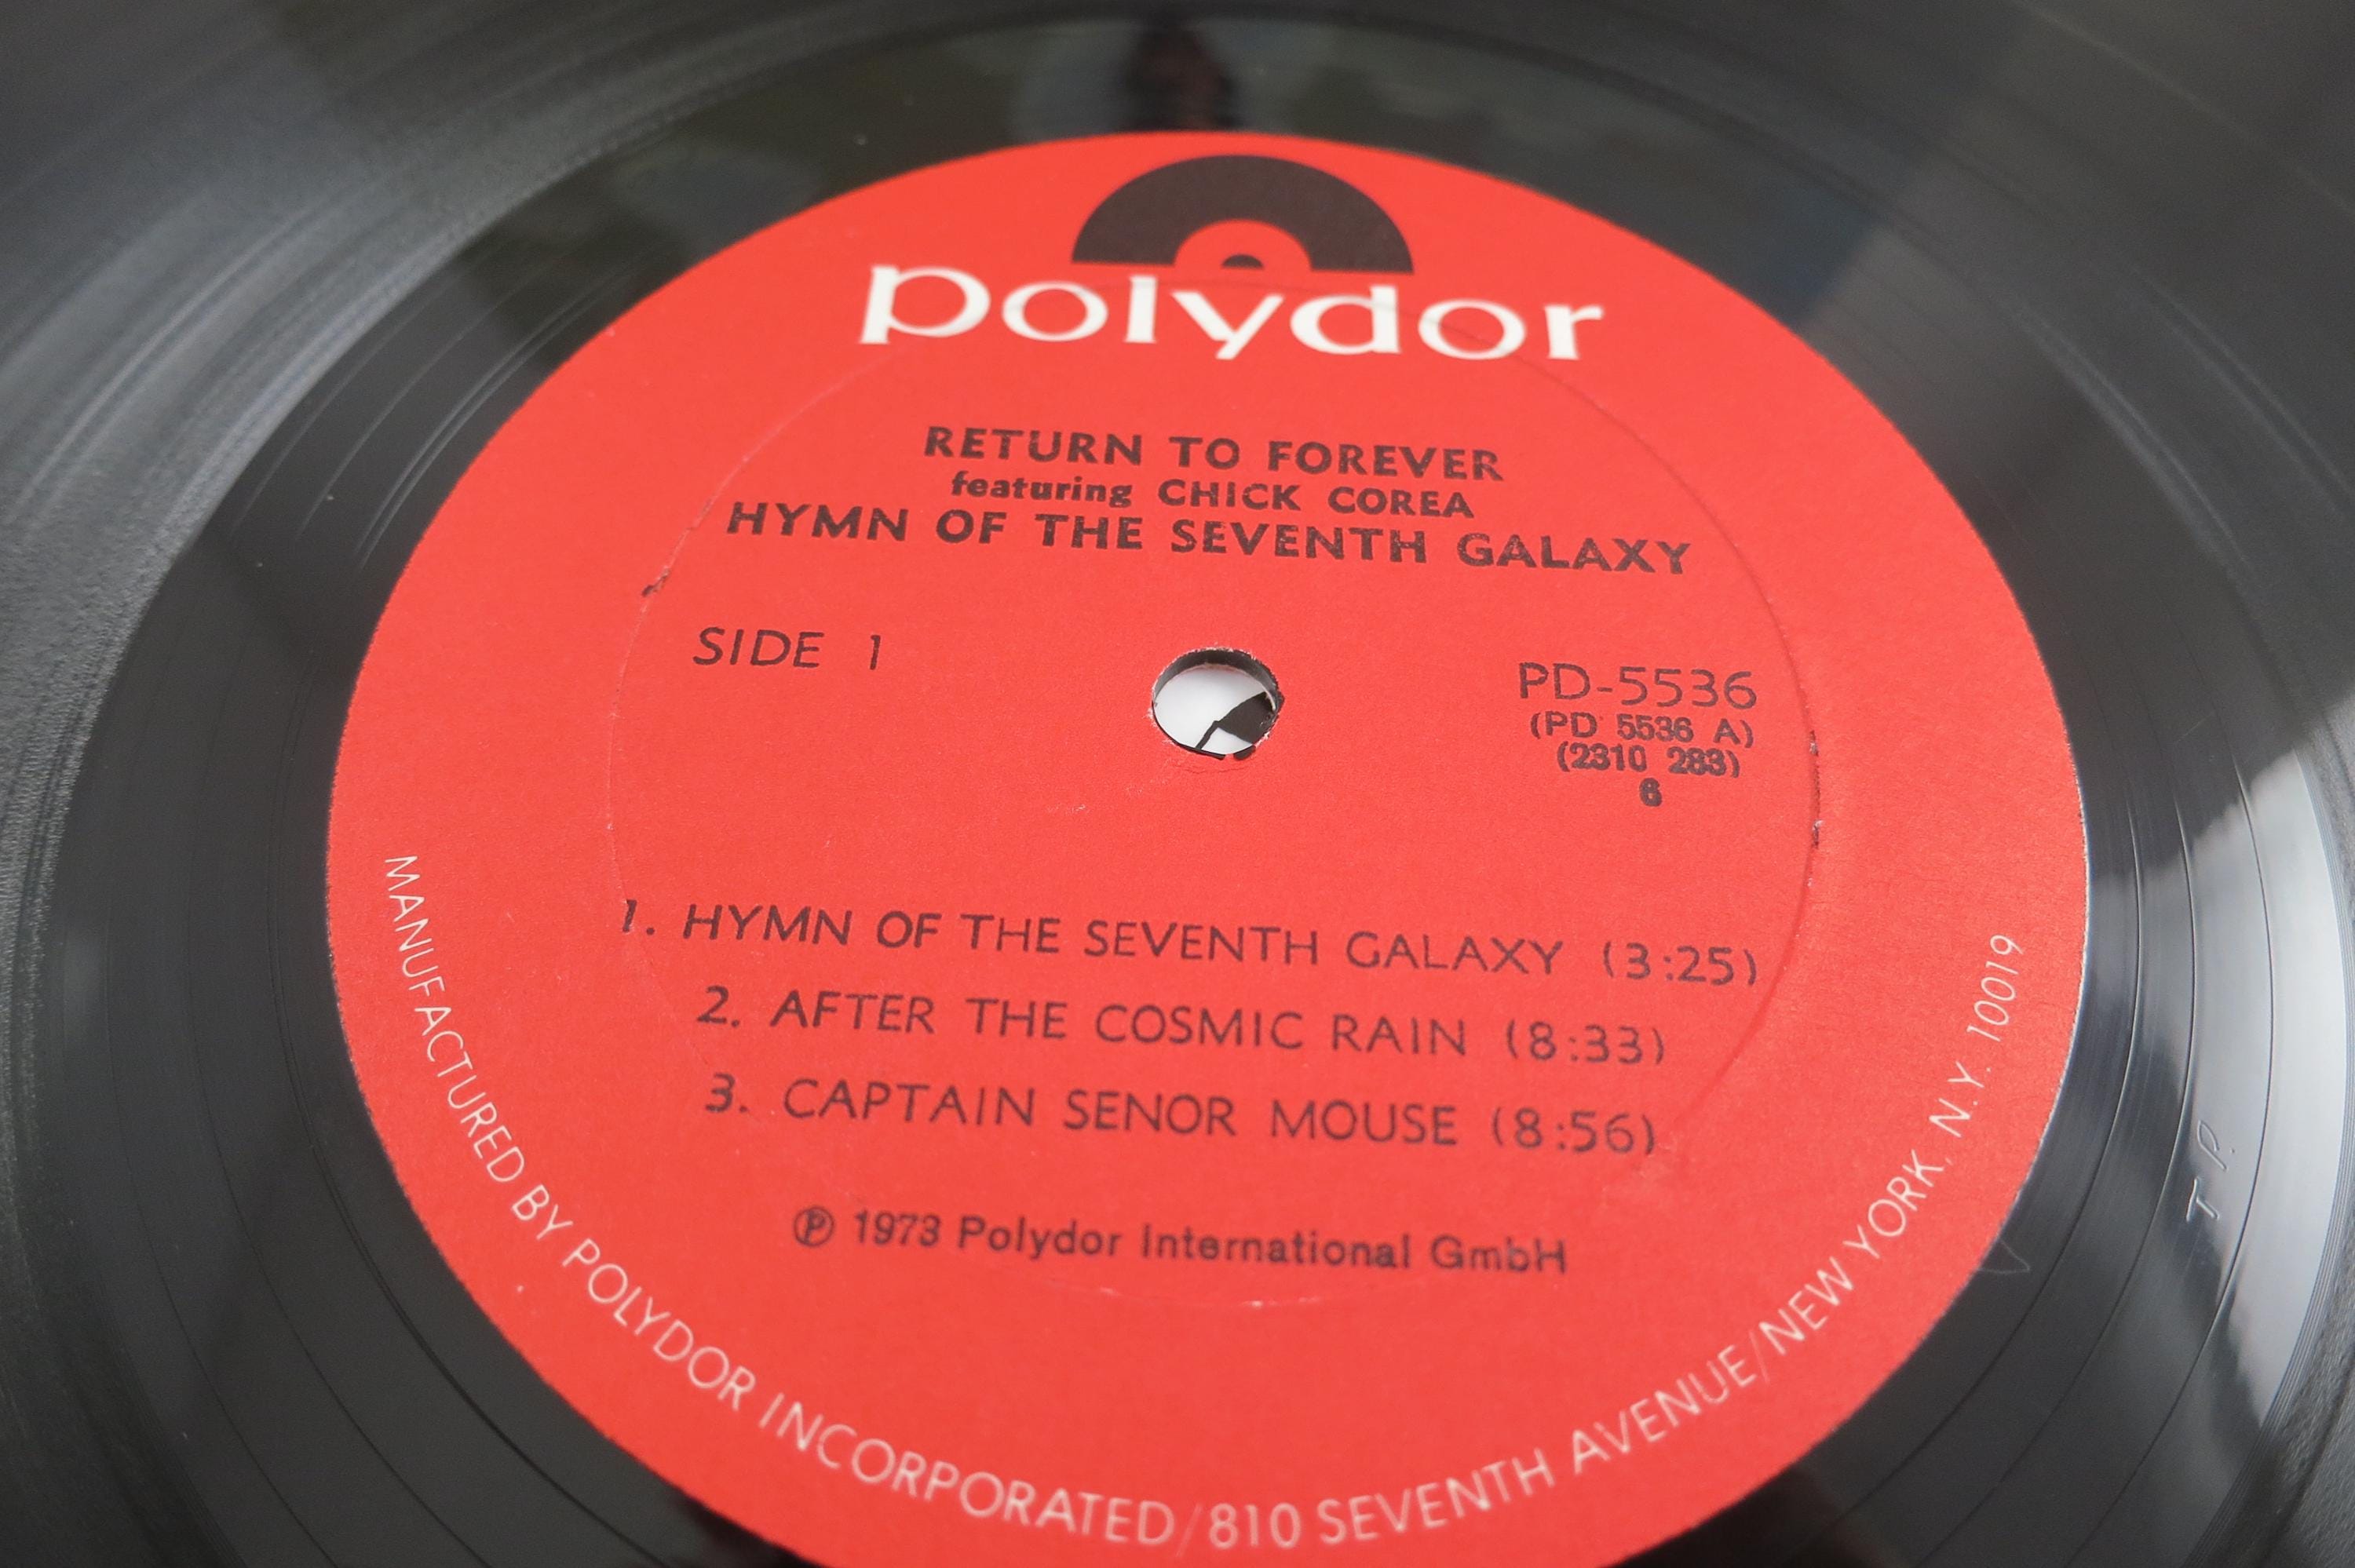 polydor
RETURN TO FOREVER
featuring CHICK COREA
HYMN OF THE SEVENTH GALAXY
SIDE 1
PD-5536
(PD 5536 A)
(2310 283)
6
1. HYMN OF THE SEVENTH GALAXY (3:25)
2. AFTER THE COSMIC RAIN (8:33)
3. CAPTAIN SENOR MOUSE (8:56)
℗ 1973 Polydor International GmbH
MANUFACTURED BY POLYDOR INCORPORATED/810 SEVENTH AVENUE/NEW YORK, N.Y. 10019
T.P.